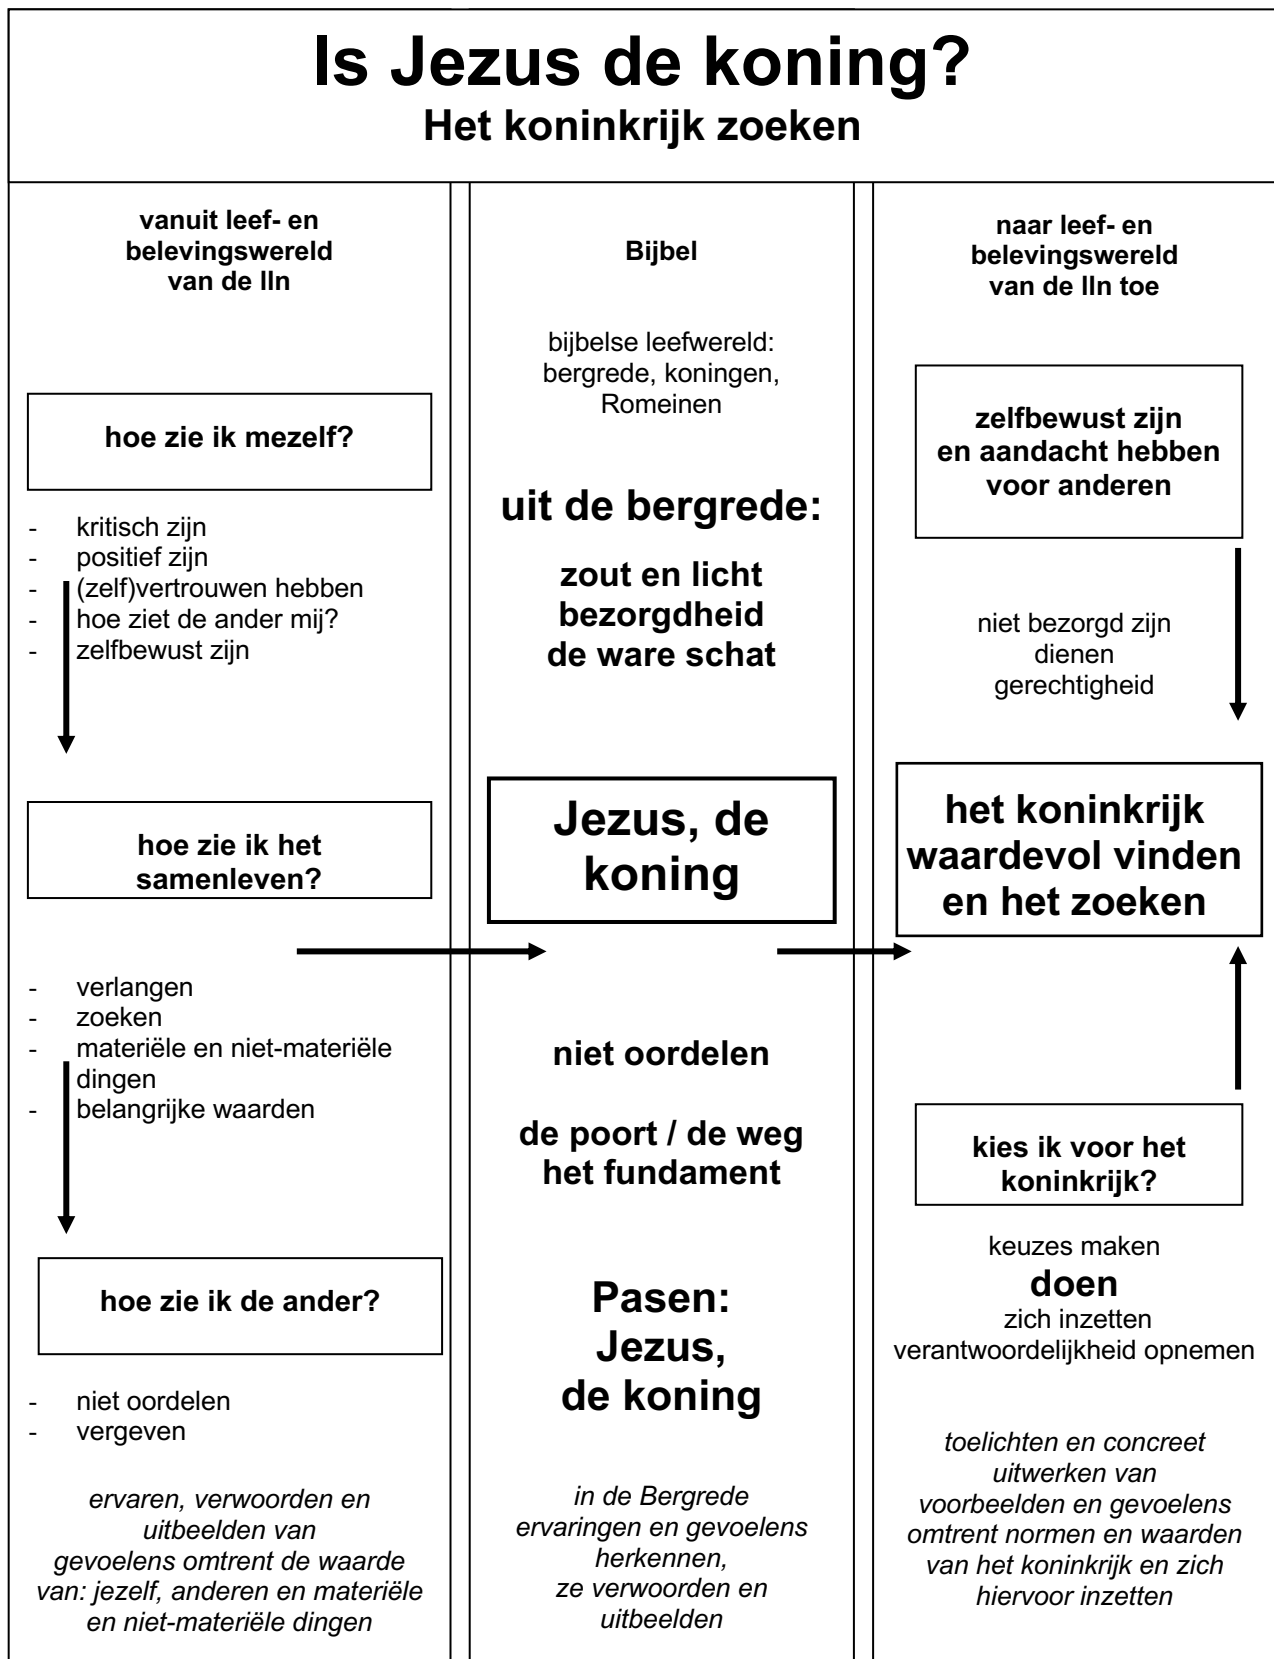 Is Jezus de koning?
Het koninkrijk zoeken
vanuit leef- en
belevingswereld
van de lln
hoe zie ik mezelf?
- kritisch zijn
- positief zijn
- (zelf)vertrouwen hebben
- hoe ziet de ander mij?
- zelfbewust zijn
hoe zie ik het
samenleven?
- verlangen
- zoeken
- materiële en niet-materiële
dingen
- belangrijke waarden
hoe zie ik de ander?
- niet oordelen
- vergeven
ervaren, verwoorden en
uitbeelden van
gevoelens omtrent de waarde
van: jezelf, anderen en materiële
en niet-materiële dingen
Bijbel
bijbelse leefwereld:
bergrede, koningen,
Romeinen
uit de bergrede:
zout en licht
bezorgdheid
de ware schat
Jezus, de
koning
niet oordelen
de poort / de weg
het fundament
Pasen:
Jezus,
de koning
in de Bergrede
ervaringen en gevoelens
herkennen,
ze verwoorden en
uitbeelden
naar leef- en
belevingswereld
van de lln toe
zelfbewust zijn
en aandacht hebben
voor anderen
niet bezorgd zijn
dienen
gerechtigheid
het koninkrijk
waardevol vinden
en het zoeken
kies ik voor het
koninkrijk?
keuzes maken
doen
zich inzetten
verantwoordelijkheid opnemen
toelichten en concreet
uitwerken van
voorbeelden en gevoelens
omtrent normen en waarden
van het koninkrijk en zich
hiervoor inzetten